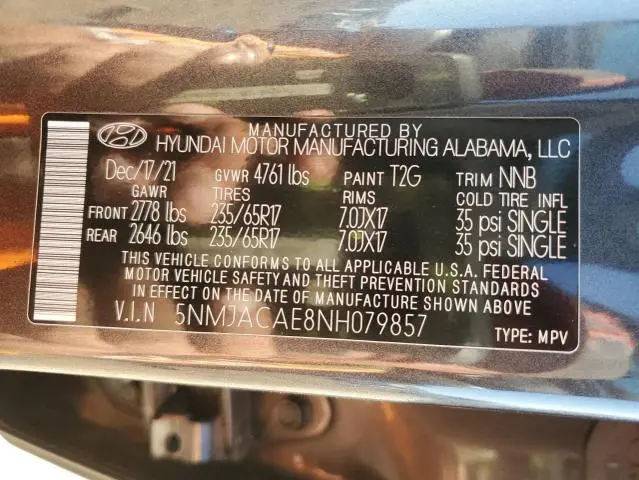 MANUFACTURED BY
HYUNDAI MOTOR MANUFACTURING ALABAMA, LLC
Dec/17/21 GVWR 4761 lbs PAINT T2G TRIM NNB
GAWR TIRES RIMS COLD TIRE INFL
FRONT 2778 lbs 235/65R17 7.0JX17 35 psi SINGLE
REAR 2646 lbs 235/65R17 7.0JX17 35 psi SINGLE
THIS VEHICLE CONFORMS TO ALL APPLICABLE U.S.A. FEDERAL
MOTOR VEHICLE SAFETY AND THEFT PREVENTION STANDARDS
IN EFFECT ON THE DATE OF MANUFACTURE SHOWN ABOVE
V.I.N 5NMJACAE8NH079857
TYPE: MPV